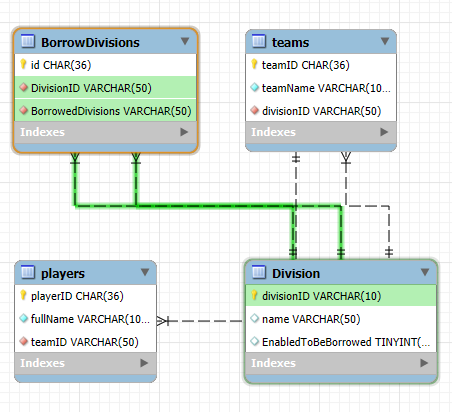 BorrowDivisions
id CHAR(36)
DivisionID VARCHAR(50)
BorrowedDivisions VARCHAR(50)
Indexes
teams
teamID CHAR(36)
teamName VARCHAR(10...
divisionID VARCHAR(50)
Indexes
players
playerID CHAR(36)
fullName VARCHAR(10...
teamID VARCHAR(50)
Indexes
Division
divisionID VARCHAR(10)
name VARCHAR(50)
EnabledToBeBorrowed TINYINT(...
Indexes